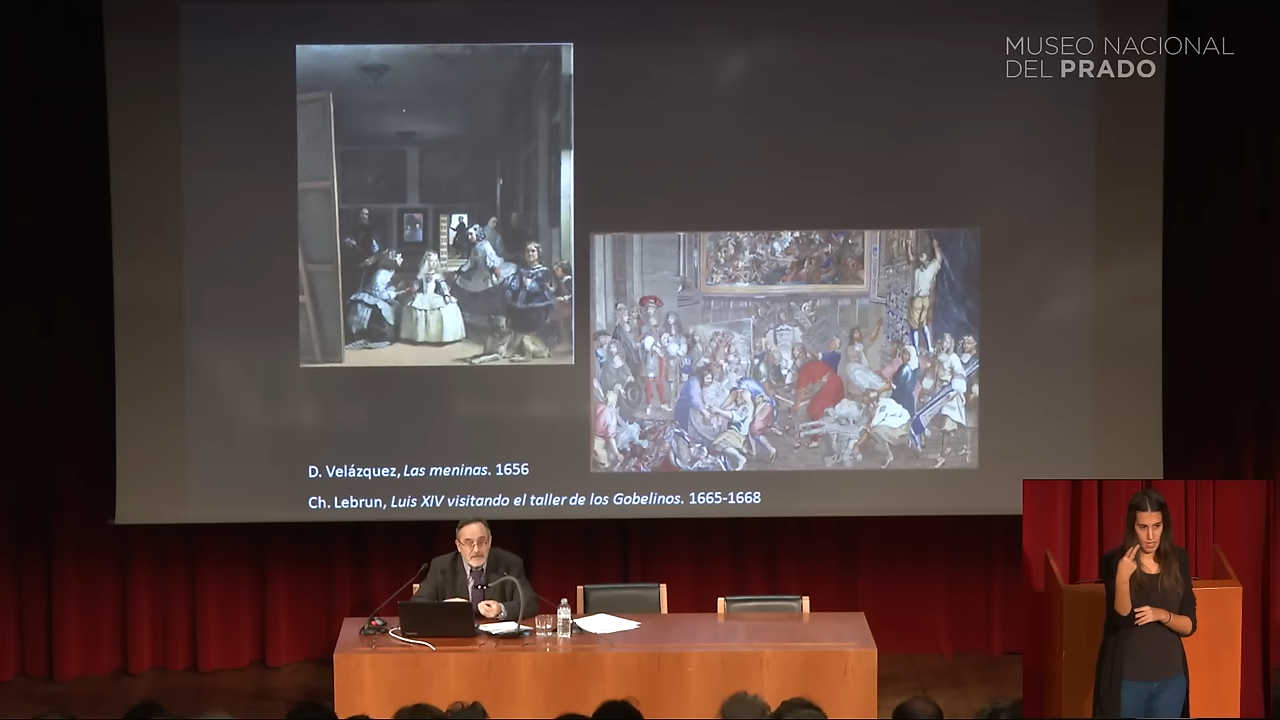 MUSEO NACIONAL
DEL PRADO
D. Velázquez, Las meninas. 1656
Ch. Lebrun, Luis XIV visitando el taller de los Gobelinos. 1665-1668